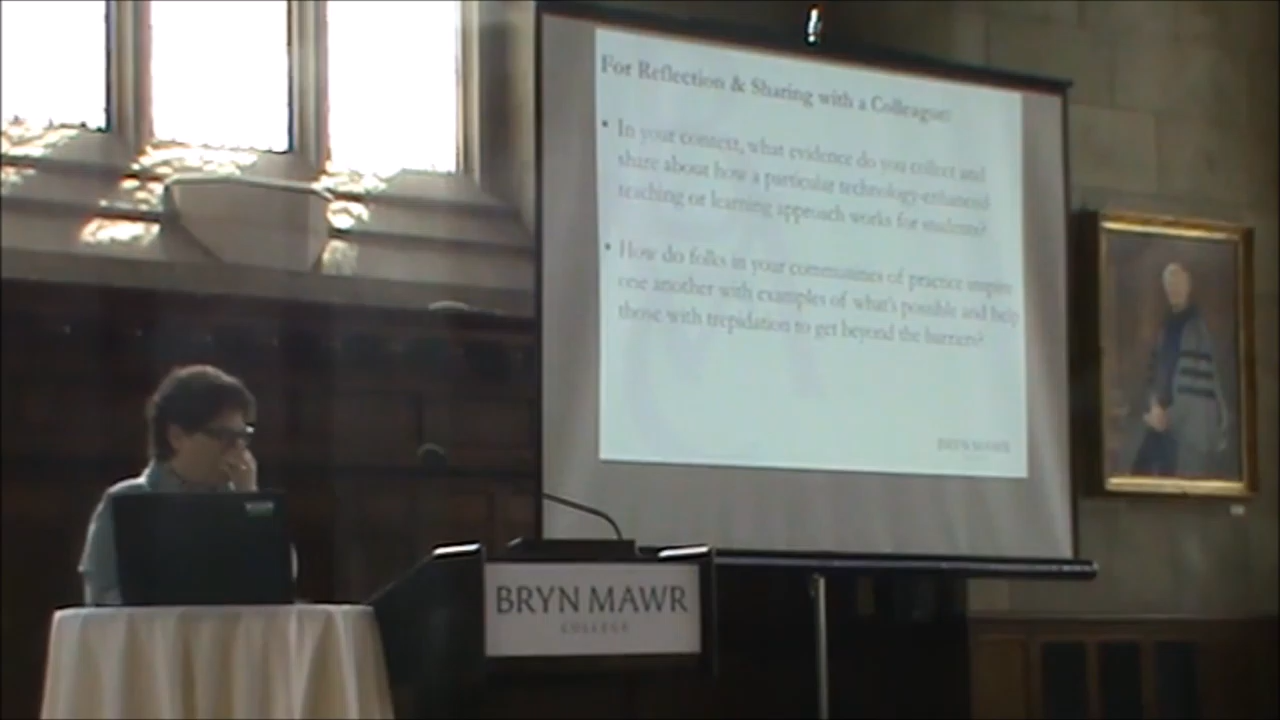 For Reflection & Sharing with a Colleague:
• In your context, what evidence do you collect and
share about how a particular technology-enhanced
teaching or learning approach works for students?
• How do folks in your communities of practice inspire
one another with examples of what's possible and help
those with trepidation to get beyond the barriers?
BRYN MAWR
BRYN MAWR
COLLEGE